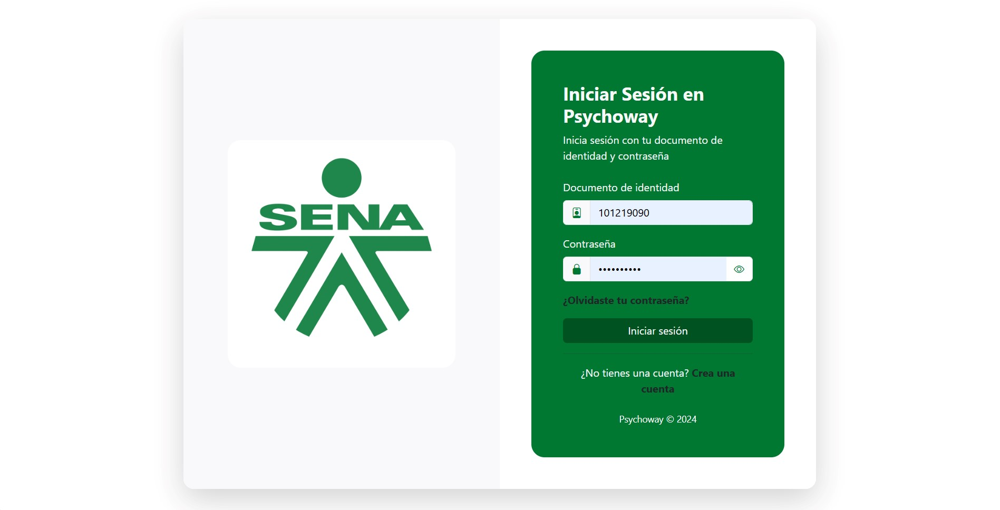 SENA
Iniciar Sesión en
Psychoway
Inicia sesión con tu documento de
identidad y contraseña
Documento de identidad
101219090
Contraseña
••••••••••
¿Olvidaste tu contraseña?
Iniciar sesión
¿No tienes una cuenta? Crea una
cuenta
Psychoway © 2024